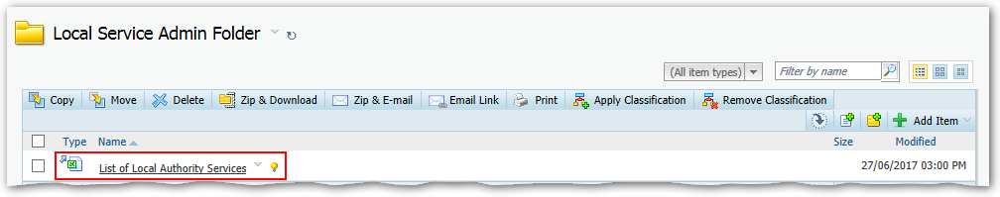 Local Service Admin Folder
(All item types) Filter by name
Copy Move Delete Zip & Download Zip & E-mail Email Link Print Apply Classification Remove Classification
Add Item
Type Name Size Modified
List of Local Authority Services 27/06/2017 03:00 PM